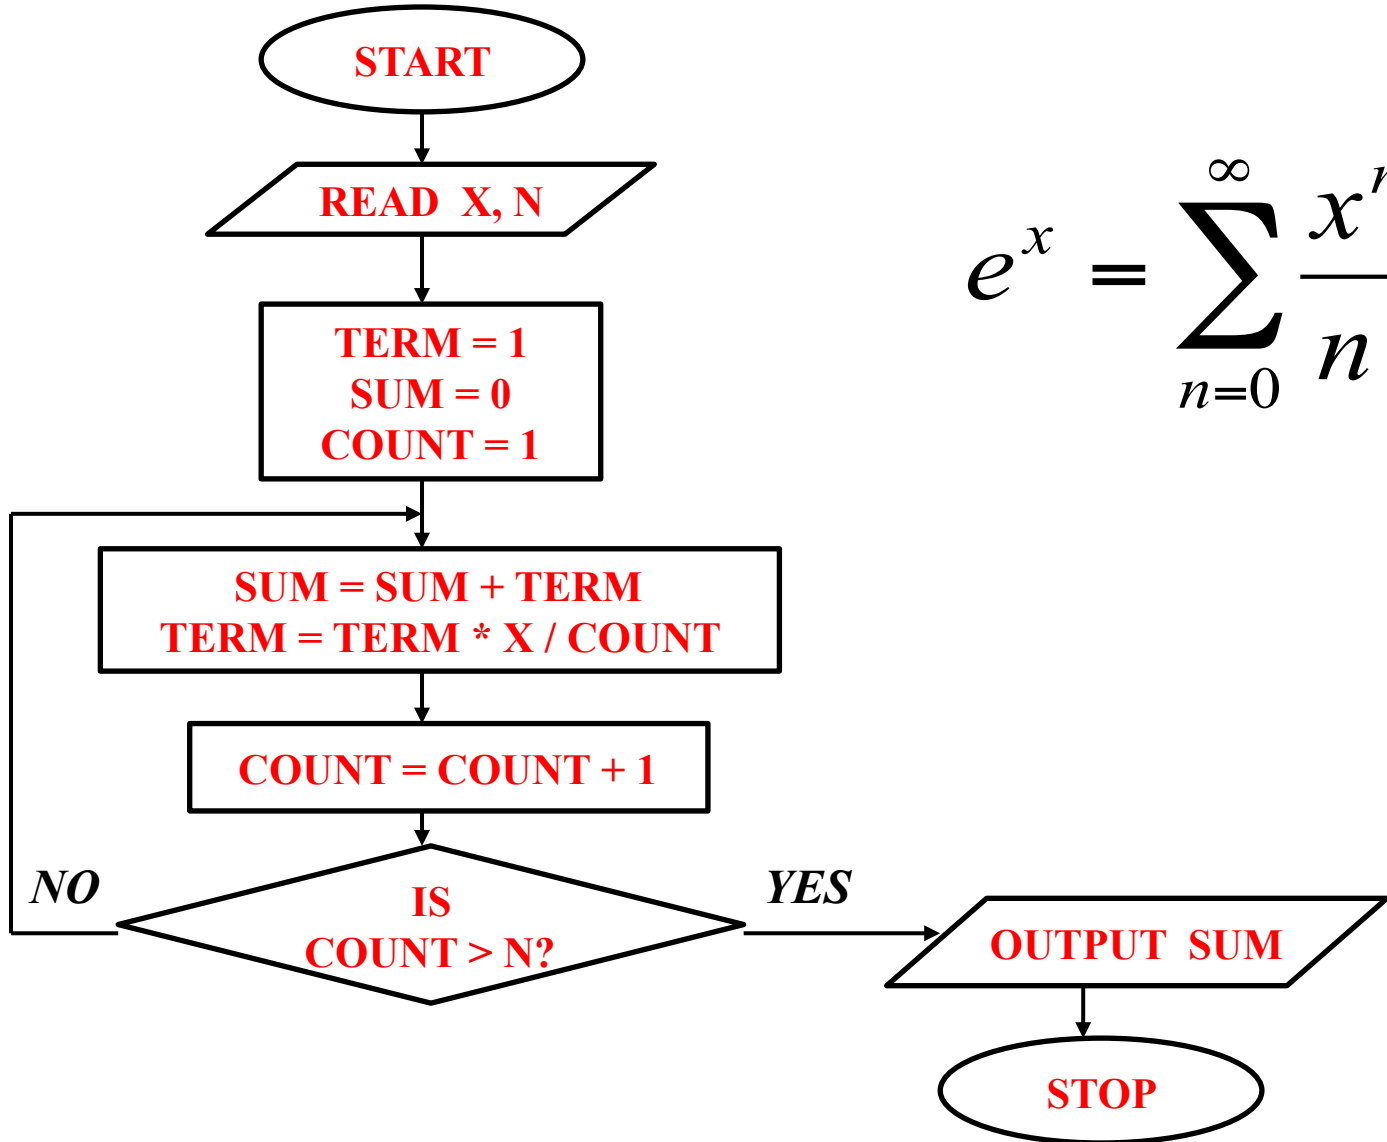 START
READ X, N
TERM = 1
SUM = 0
COUNT = 1
SUM = SUM + TERM
TERM = TERM * X / COUNT
COUNT = COUNT + 1
IS
COUNT > N?
NO
YES
OUTPUT SUM
STOP
e^x = ∑_{n=0}^{∞} x^n / n